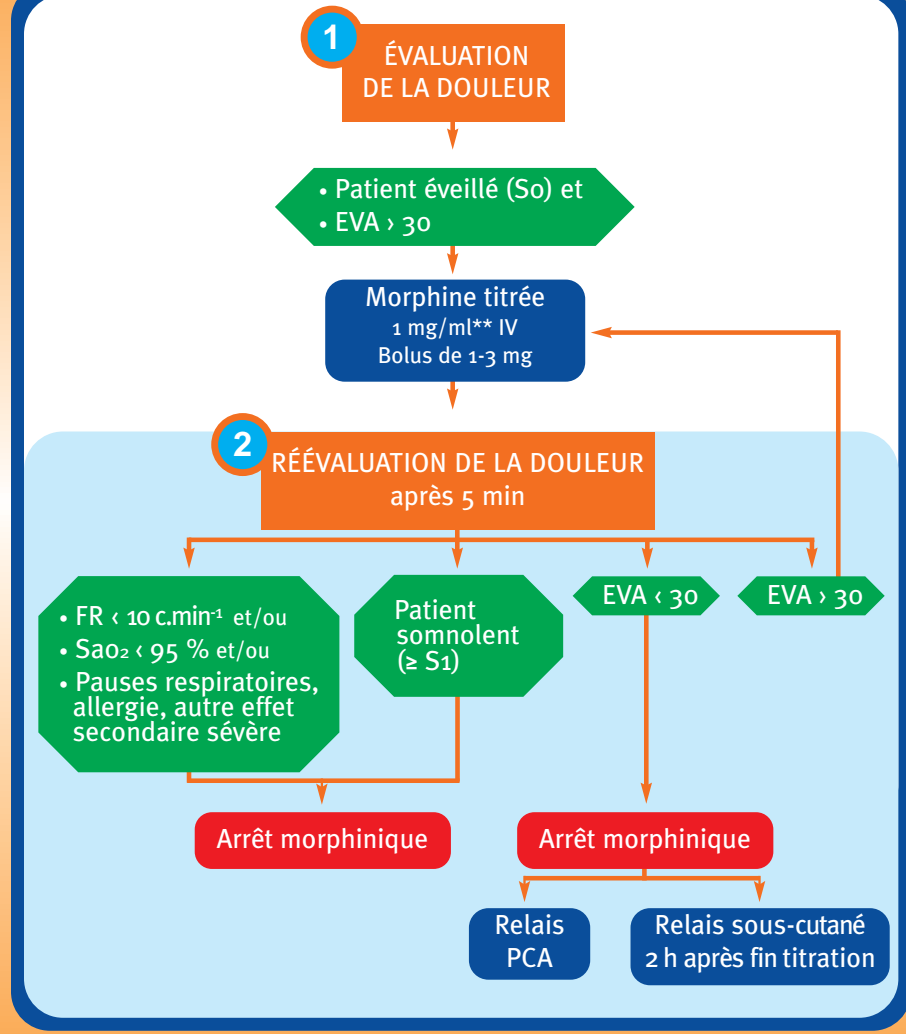 1
ÉVALUATION
DE LA DOULEUR
• Patient éveillé (S0) et
• EVA › 30
Morphine titrée
1 mg/ml** IV
Bolus de 1-3 mg
2
RÉÉVALUATION DE LA DOULEUR
après 5 min
• FR ‹ 10 c.min⁻¹ et/ou
• Sao₂ ‹ 95 % et/ou
• Pauses respiratoires,
allergie, autre effet
secondaire sévère
Patient
somnolent
(≥ S1)
EVA ‹ 30
EVA › 30
Arrêt morphinique
Arrêt morphinique
Relais
PCA
Relais sous-cutané
2 h après fin titration